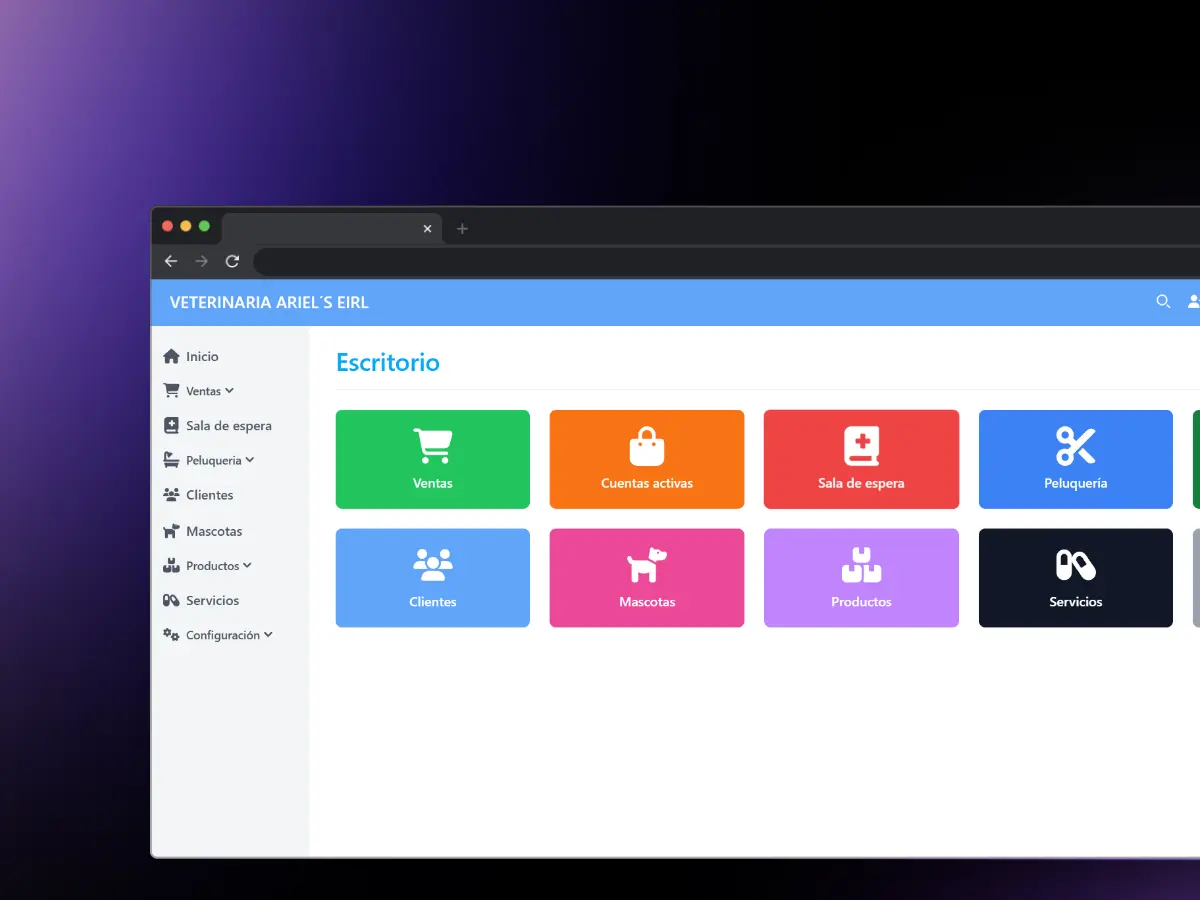 VETERINARIA ARIEL´S EIRL
Inicio
Ventas
Sala de espera
Peluqueria
Clientes
Mascotas
Productos
Servicios
Configuración
Escritorio
Ventas
Cuentas activas
Sala de espera
Peluquería
Clientes
Mascotas
Productos
Servicios